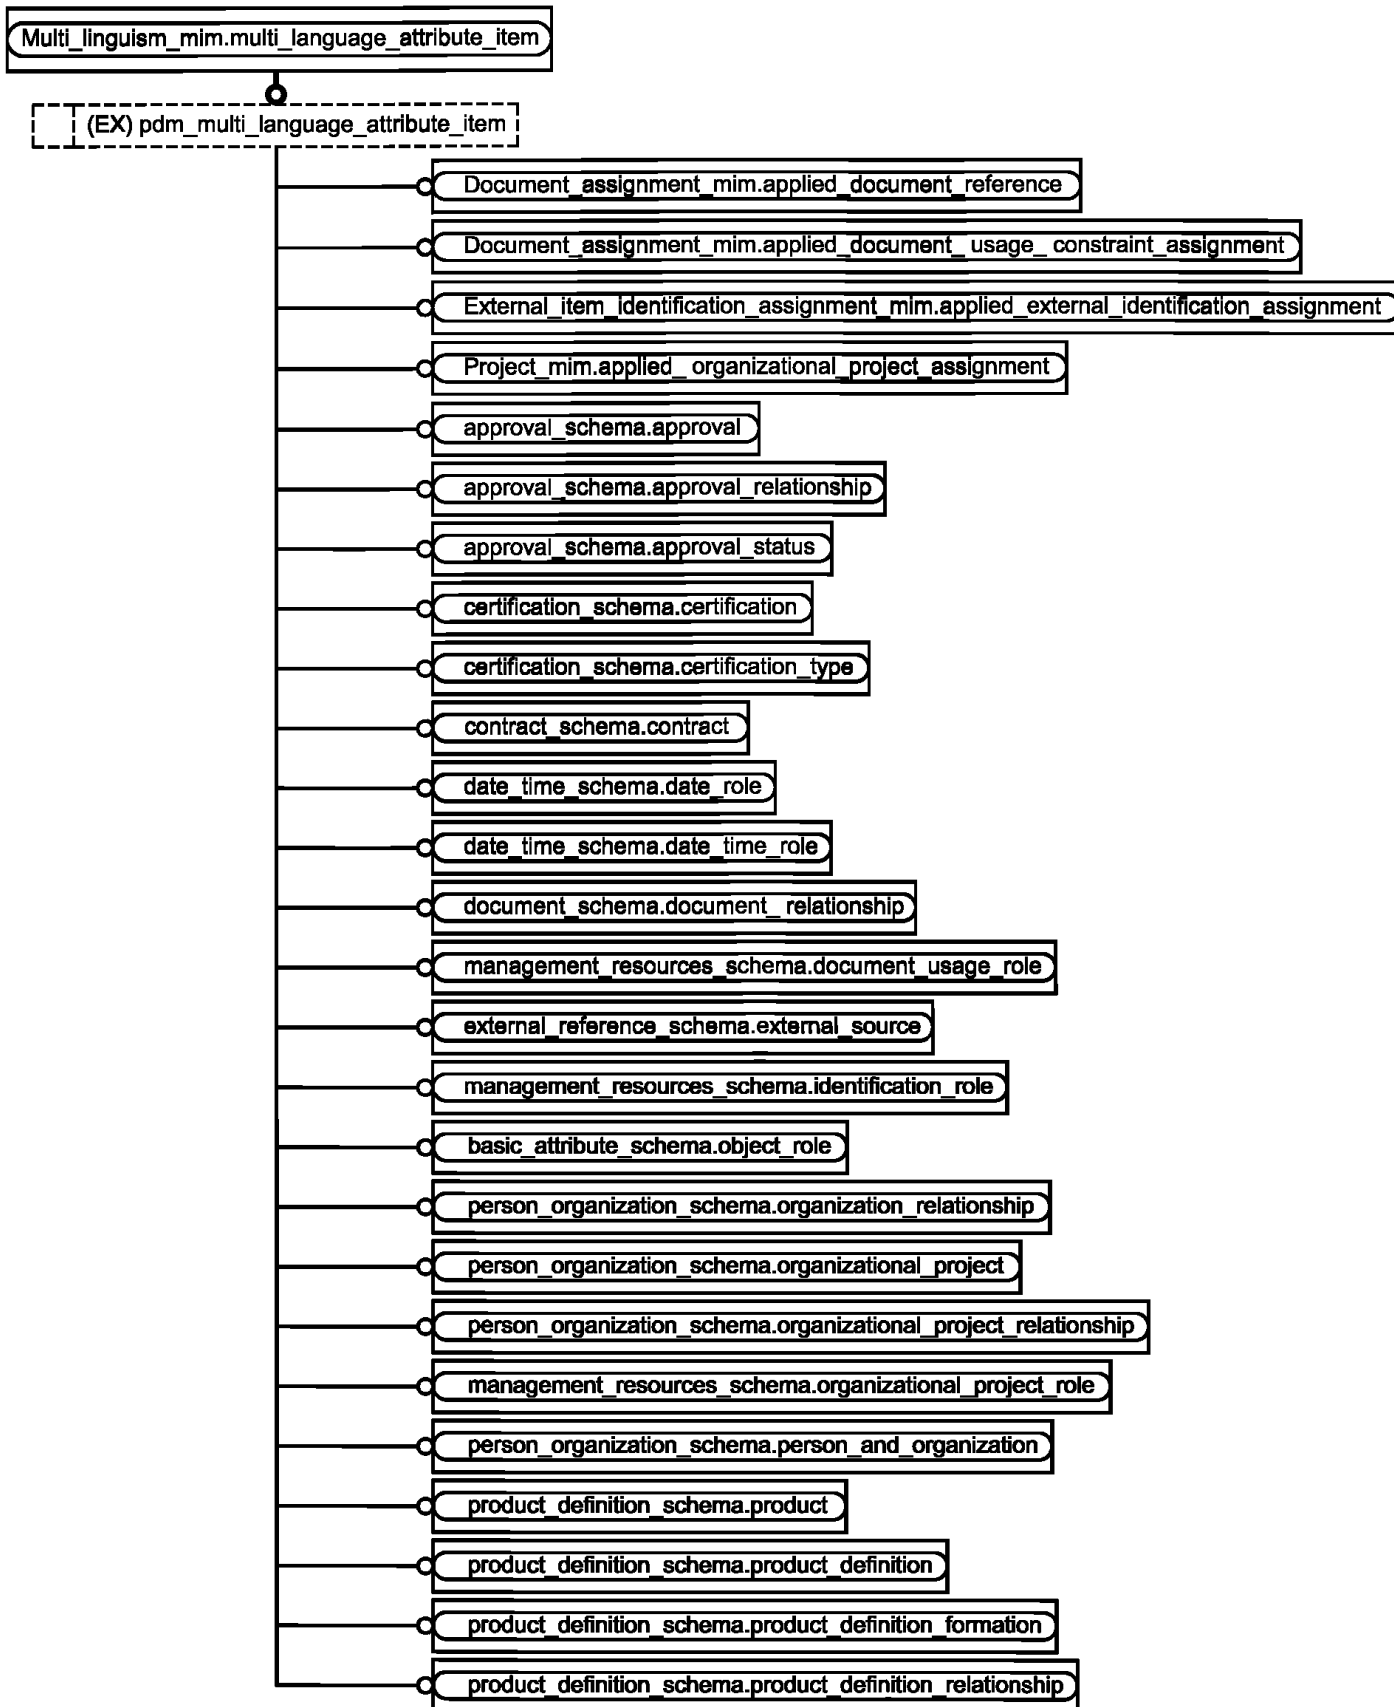 Multi_linguism_mim.multi_language_attribute_item
(EX) pdm_multi_language_attribute_item
Document_assignment_mim.applied_document_reference
Document_assignment_mim.applied_document_usage_ constraint_assignment
External_item_identification_assignment_mim.applied_external_identification_assignment
Project_mim.applied_ organizational_project_assignment
approval_schema.approval
approval_schema.approval_relationship
approval_schema.approval_status
certification_schema.certification
certification_schema.certification_type
contract_schema.contract
date_time_schema.date_role
date_time_schema.date_time_role
document_schema.document_ relationship
management_resources_schema.document_usage_role
external_reference_schema.external_source
management_resources_schema.identification_role
basic_attribute_schema.object_role
person_organization_schema.organization_relationship
person_organization_schema.organizational_project
person_organization_schema.organizational_project_relationship
management_resources_schema.organizational_project_role
person_organization_schema.person_and_organization
product_definition_schema.product
product_definition_schema.product_definition
product_definition_schema.product_definition_formation
product_definition_schema.product_definition_relationship